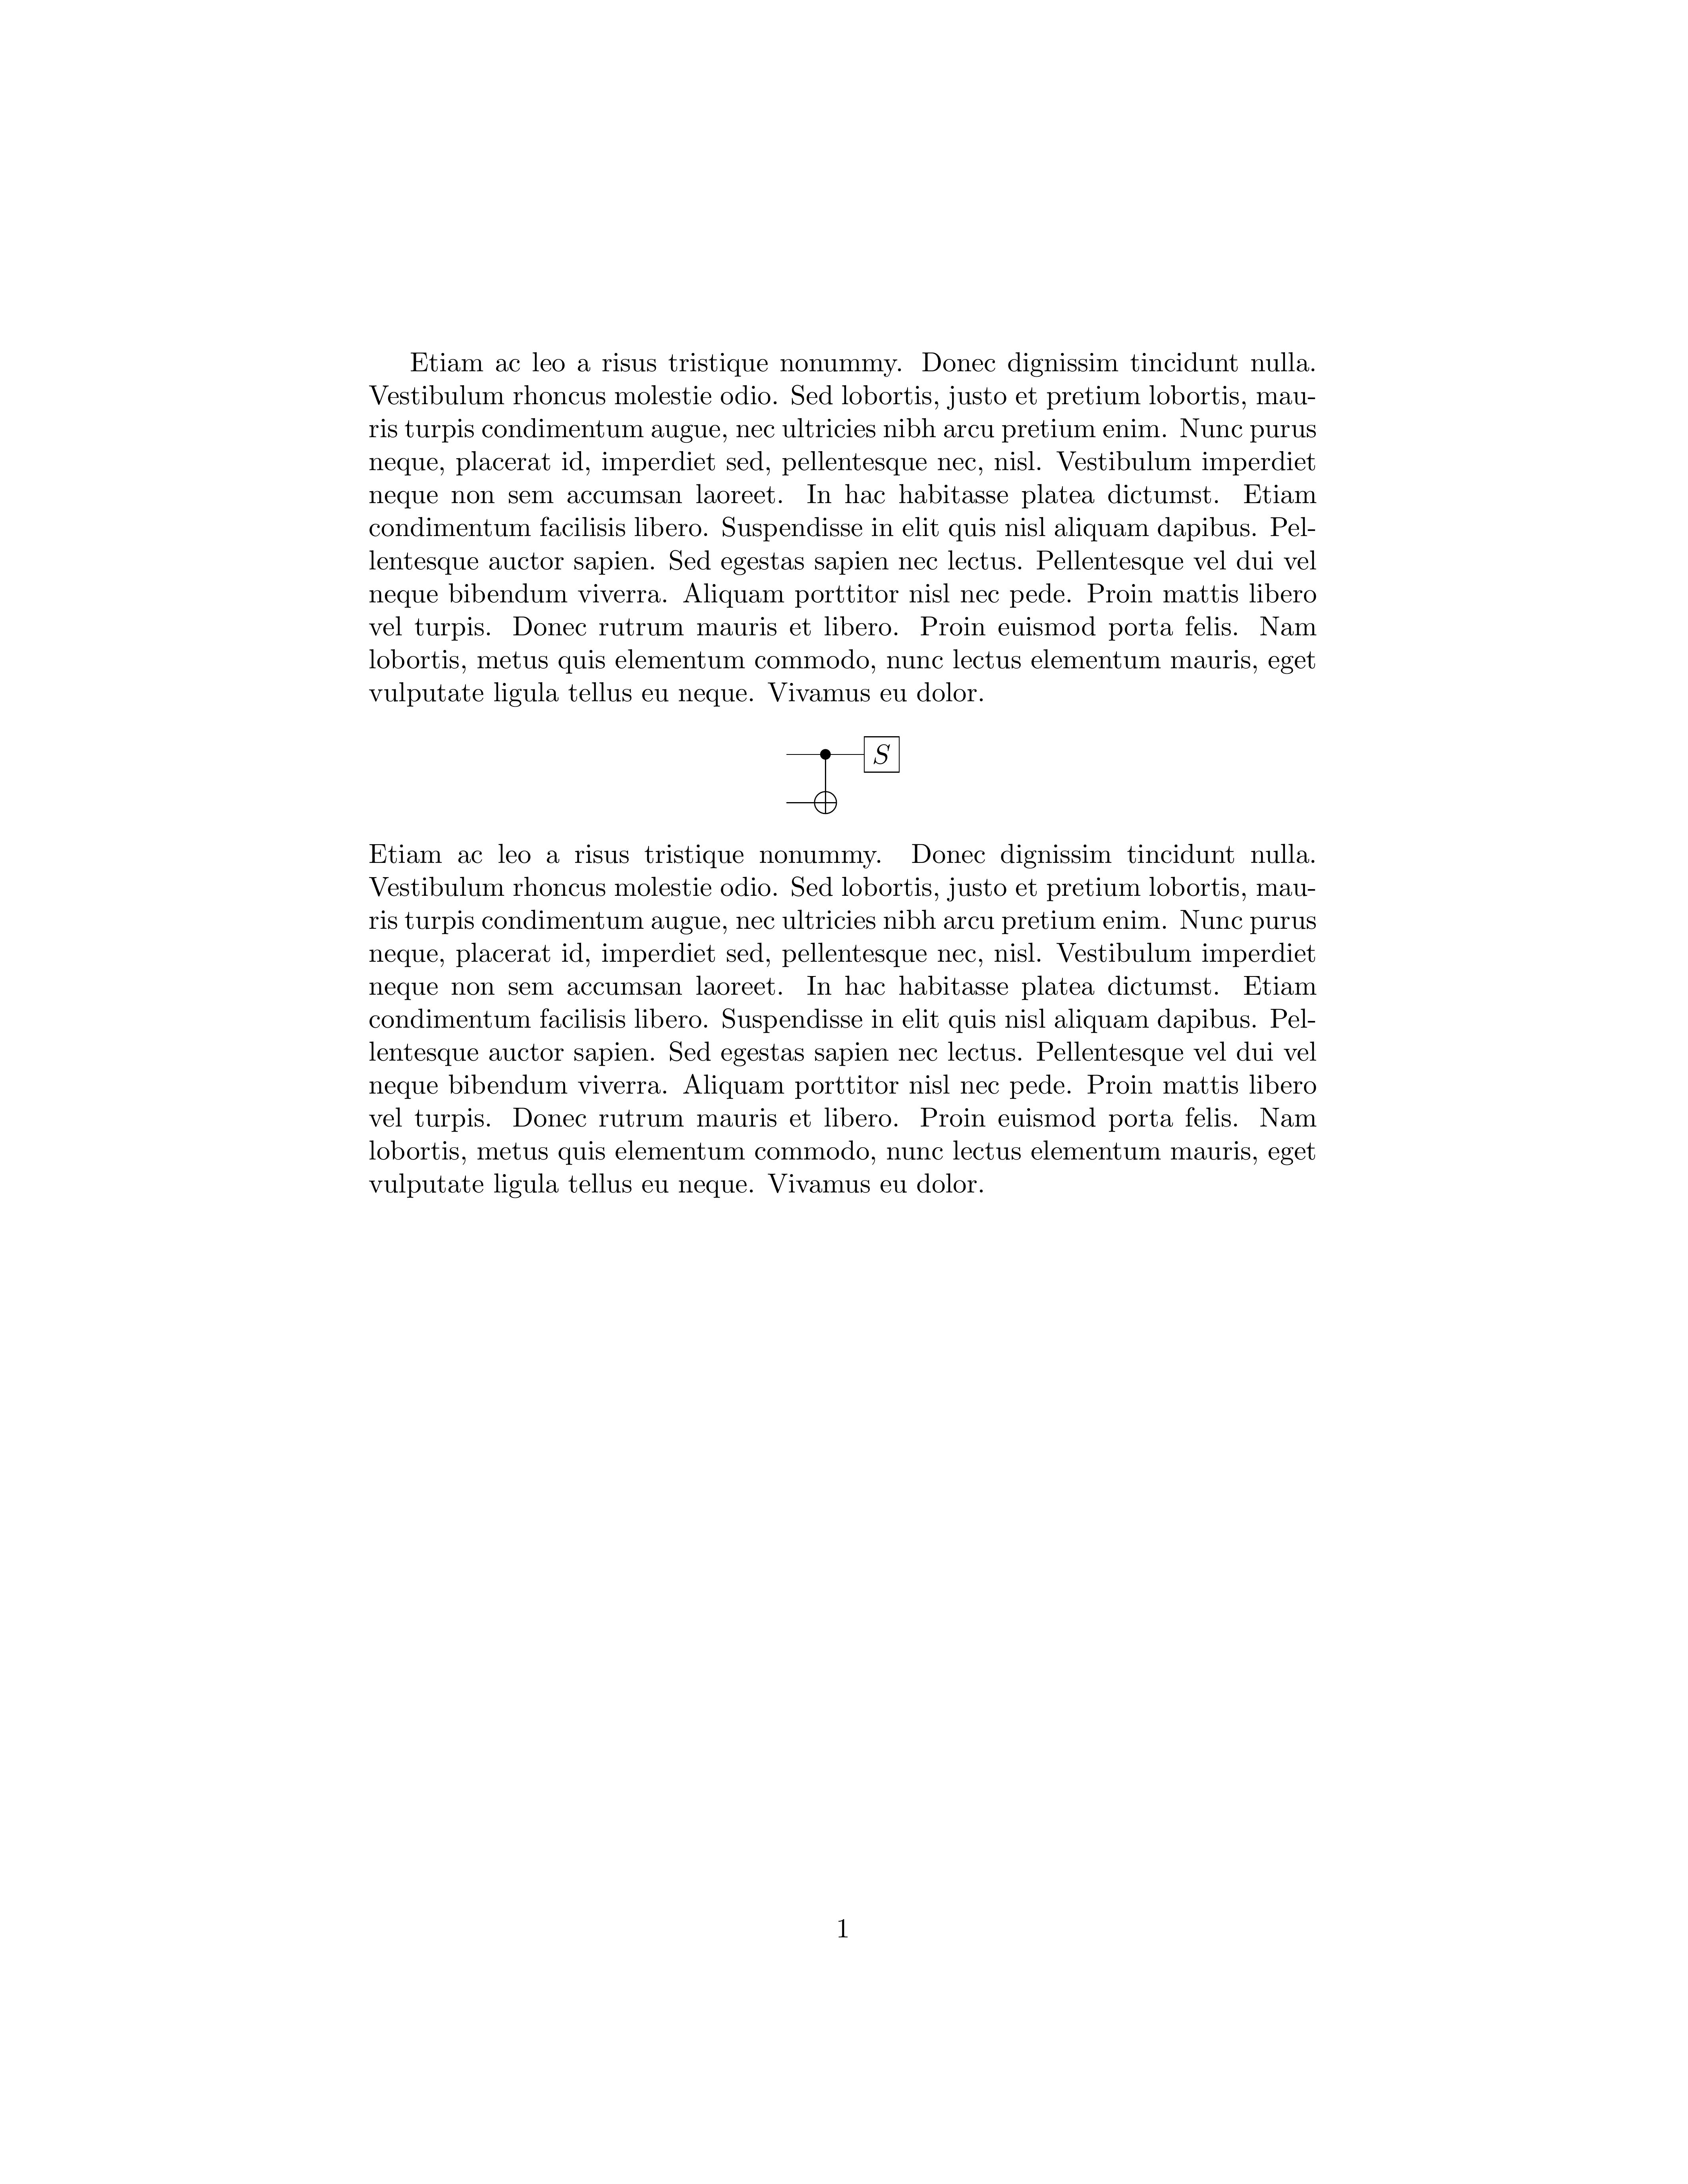 Etiam ac leo a risus tristique nonummy. Donec dignissim tincidunt nulla.
Vestibulum rhoncus molestie odio. Sed lobortis, justo et pretium lobortis, mau-
ris turpis condimentum augue, nec ultricies nibh arcu pretium enim. Nunc purus
neque, placerat id, imperdiet sed, pellentesque nec, nisl. Vestibulum imperdiet
neque non sem accumsan laoreet. In hac habitasse platea dictumst. Etiam
condimentum facilisis libero. Suspendisse in elit quis nisl aliquam dapibus. Pel-
lentesque auctor sapien. Sed egestas sapien nec lectus. Pellentesque vel dui vel
neque bibendum viverra. Aliquam porttitor nisl nec pede. Proin mattis libero
vel turpis. Donec rutrum mauris et libero. Proin euismod porta felis. Nam
lobortis, metus quis elementum commodo, nunc lectus elementum mauris, eget
vulputate ligula tellus eu neque. Vivamus eu dolor.
S
Etiam ac leo a risus tristique nonummy. Donec dignissim tincidunt nulla.
Vestibulum rhoncus molestie odio. Sed lobortis, justo et pretium lobortis, mau-
ris turpis condimentum augue, nec ultricies nibh arcu pretium enim. Nunc purus
neque, placerat id, imperdiet sed, pellentesque nec, nisl. Vestibulum imperdiet
neque non sem accumsan laoreet. In hac habitasse platea dictumst. Etiam
condimentum facilisis libero. Suspendisse in elit quis nisl aliquam dapibus. Pel-
lentesque auctor sapien. Sed egestas sapien nec lectus. Pellentesque vel dui vel
neque bibendum viverra. Aliquam porttitor nisl nec pede. Proin mattis libero
vel turpis. Donec rutrum mauris et libero. Proin euismod porta felis. Nam
lobortis, metus quis elementum commodo, nunc lectus elementum mauris, eget
vulputate ligula tellus eu neque. Vivamus eu dolor.
1